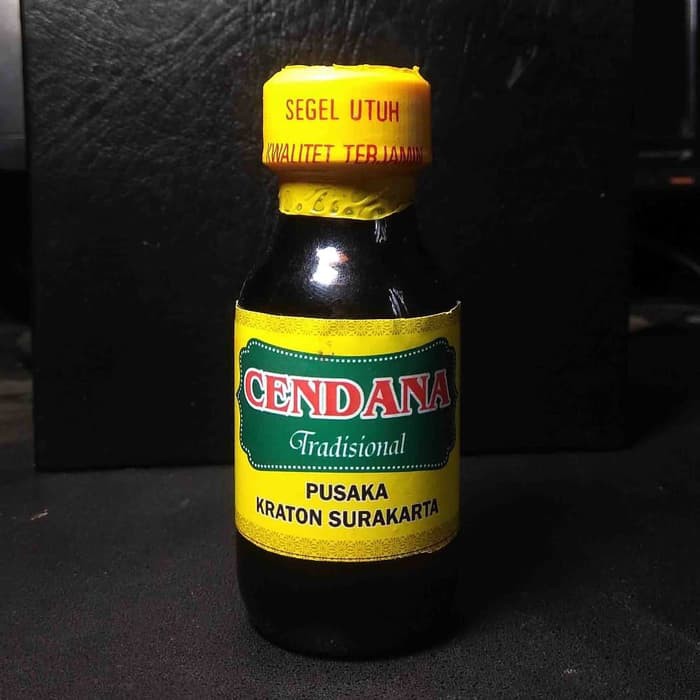 SEGEL UTUH
KWALITET TERJAMIN
CENDANA
Tradisional
PUSAKA
KRATON SURAKARTA